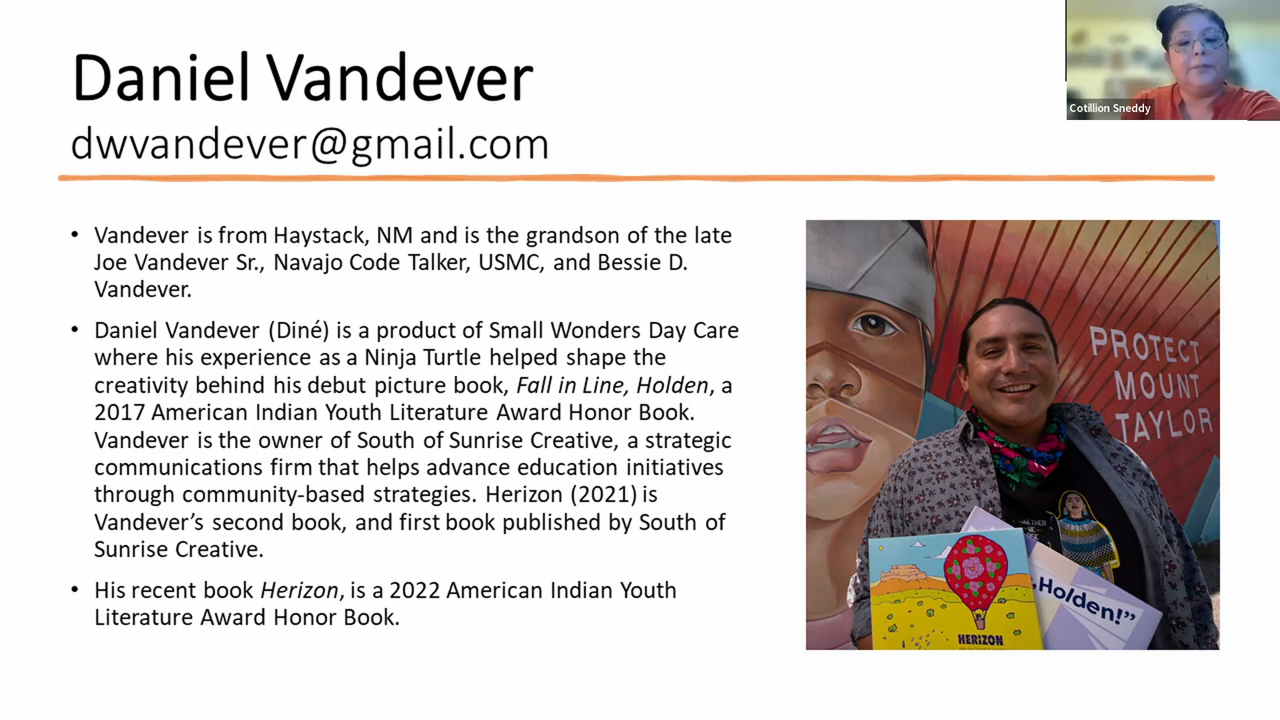 Daniel Vandever
dwvandever@gmail.com
Cotillion Sneddy
• Vandever is from Haystack, NM and is the grandson of the late
Joe Vandever Sr., Navajo Code Talker, USMC, and Bessie D.
Vandever.
• Daniel Vandever (Diné) is a product of Small Wonders Day Care
where his experience as a Ninja Turtle helped shape the
creativity behind his debut picture book, Fall in Line, Holden, a
2017 American Indian Youth Literature Award Honor Book.
Vandever is the owner of South of Sunrise Creative, a strategic
communications firm that helps advance education initiatives
through community-based strategies. Herizon (2021) is
Vandever’s second book, and first book published by South of
Sunrise Creative.
• His recent book Herizon, is a 2022 American Indian Youth
Literature Award Honor Book.
PROTECT
MOUNT
TAYLOR
Holden!”
HERIZON